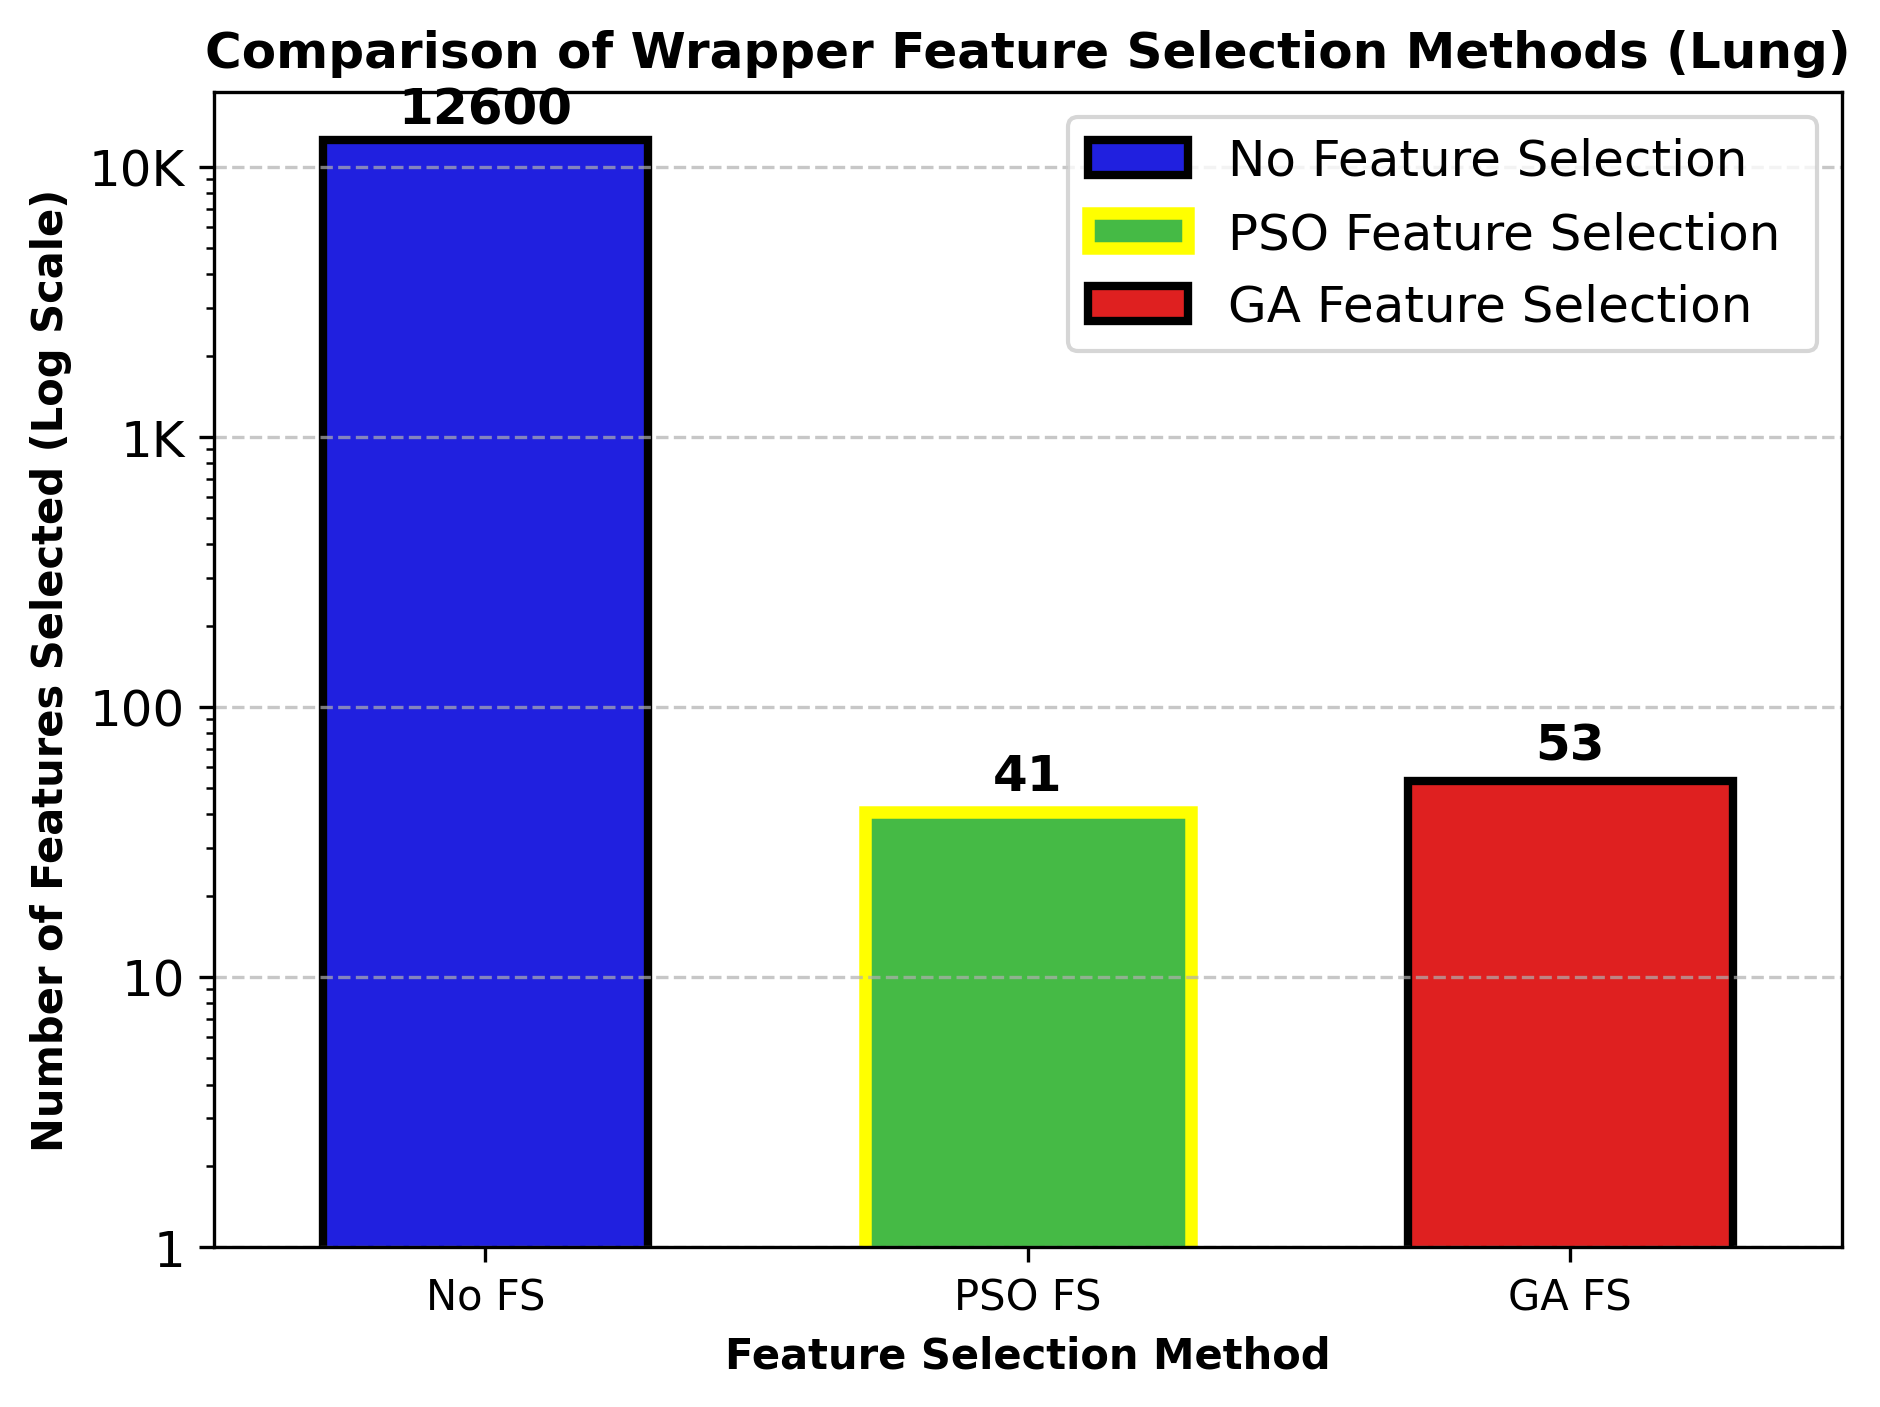 Comparison of Wrapper Feature Selection Methods (Lung)
12600
No Feature Selection
PSO Feature Selection
GA Feature Selection
Number of Features Selected (Log Scale)
10K
1K
100
10
1
41
53
No FS
PSO FS
GA FS
Feature Selection Method